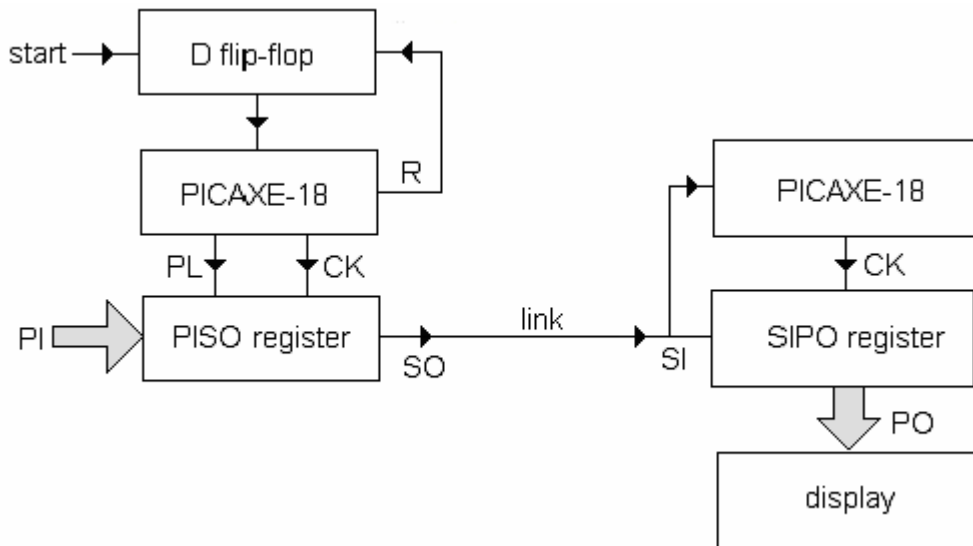 start
D flip-flop
PICAXE-18
R
PL
CK
PI
PISO register
SO
link
SI
PICAXE-18
CK
SIPO register
PO
display